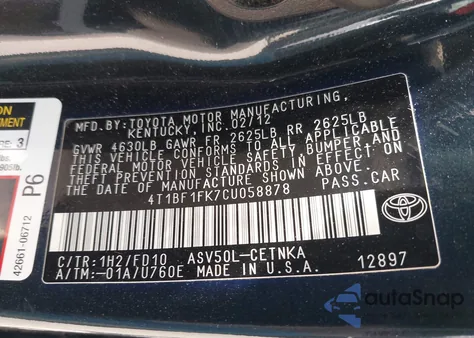 MFD.BY:TOYOTA MOTOR MANUFACTURING,
KENTUCKY, INC. 02/12
GVWR 4630LB GAWR FR 2625LB RR 2625LB
THIS VEHICLE CONFORMS TO ALL APPLICABLE
FEDERAL MOTOR VEHICLE SAFETY, BUMPER, AND
THEFT PREVENTION STANDARDS IN EFFECT ON
THE DATE OF MANUFACTURE SHOWN ABOVE.
4T1BF1FK7CU058878 PASS.CAR
C/TR:1H2/FD10 ASV50L-CETNKA
A/TM:-01A/U760E MADE IN U.S.A. 12897
TOYOTA
EMENT
3
P6
42661-06712
autoSnap